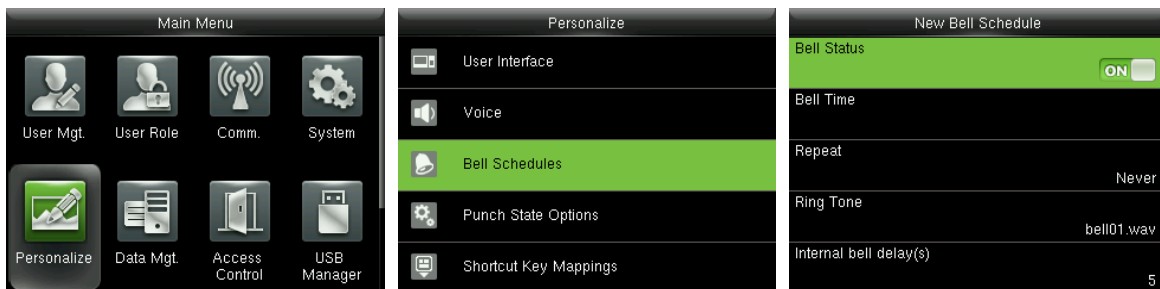 Main Menu
User Mgt.
User Role
Comm.
System
Personalize
Data Mgt.
Access
Control
USB
Manager
Personalize
User Interface
Voice
Bell Schedules
Punch State Options
Shortcut Key Mappings
New Bell Schedule
Bell Status
ON
Bell Time
Repeat
Never
Ring Tone
bell01.wav
Internal bell delay(s)
5